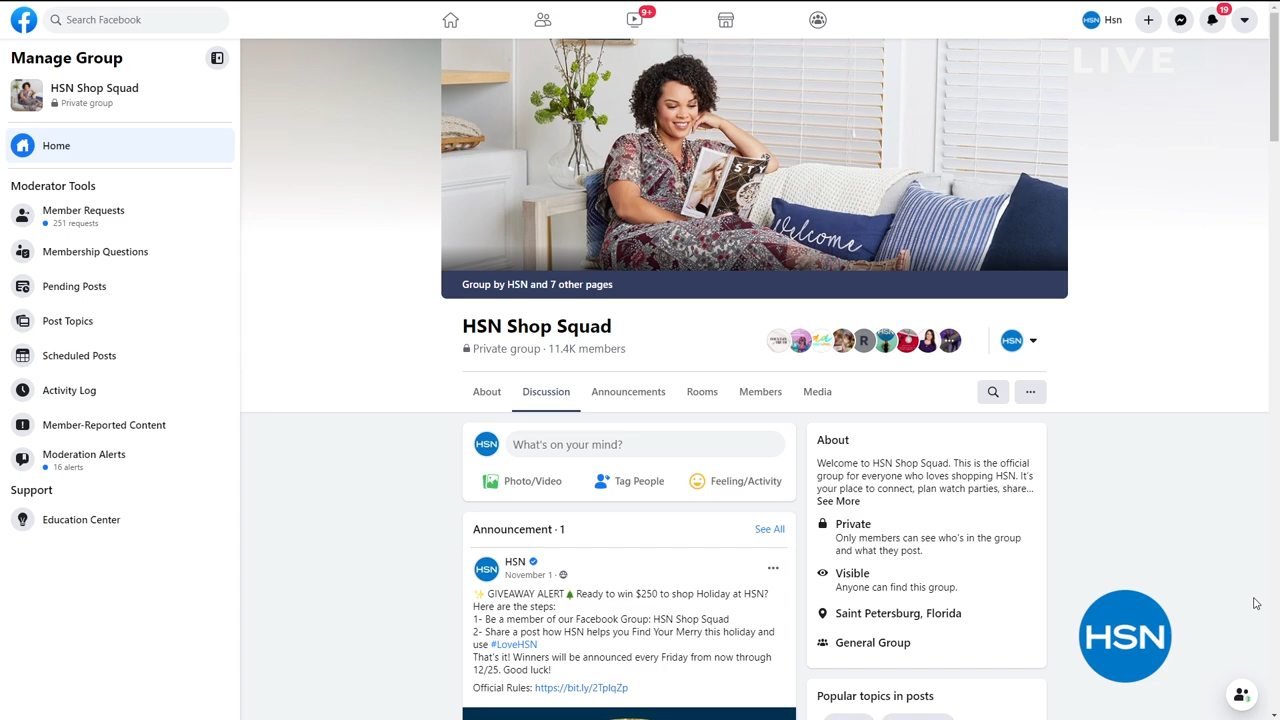 Search Facebook
9+
HSN
Hsn
19
Manage Group
HSN Shop Squad
Private group
Home
Moderator Tools
Member Requests
251 requests
Membership Questions
Pending Posts
Post Topics
Scheduled Posts
Activity Log
Member-Reported Content
Moderation Alerts
16 alerts
Support
Education Center
LIVE
STY
welcome
Group by HSN and 7 other pages
HSN Shop Squad
Private group · 11.4K members
R
HSN
About
Discussion
Announcements
Rooms
Members
Media
HSN
What's on your mind?
Photo/Video
Tag People
Feeling/Activity
Announcement · 1
See All
HSN
HSN
November 1 ·
✨ GIVEAWAY ALERT🎄Ready to win $250 to shop Holiday at HSN?
Here are the steps:
1- Be a member of our Facebook Group: HSN Shop Squad
2- Share a post how HSN helps you Find Your Merry this holiday and
use #LoveHSN
That's it! Winners will be announced every Friday from now through
12/25. Good luck!
Official Rules: https://bit.ly/2TplqZp
About
Welcome to HSN Shop Squad. This is the official
group for everyone who loves shopping HSN. It's
your place to connect, plan watch parties, share...
See More
Private
Only members can see who's in the group
and what they post.
Visible
Anyone can find this group.
Saint Petersburg, Florida
General Group
Popular topics in posts
HSN